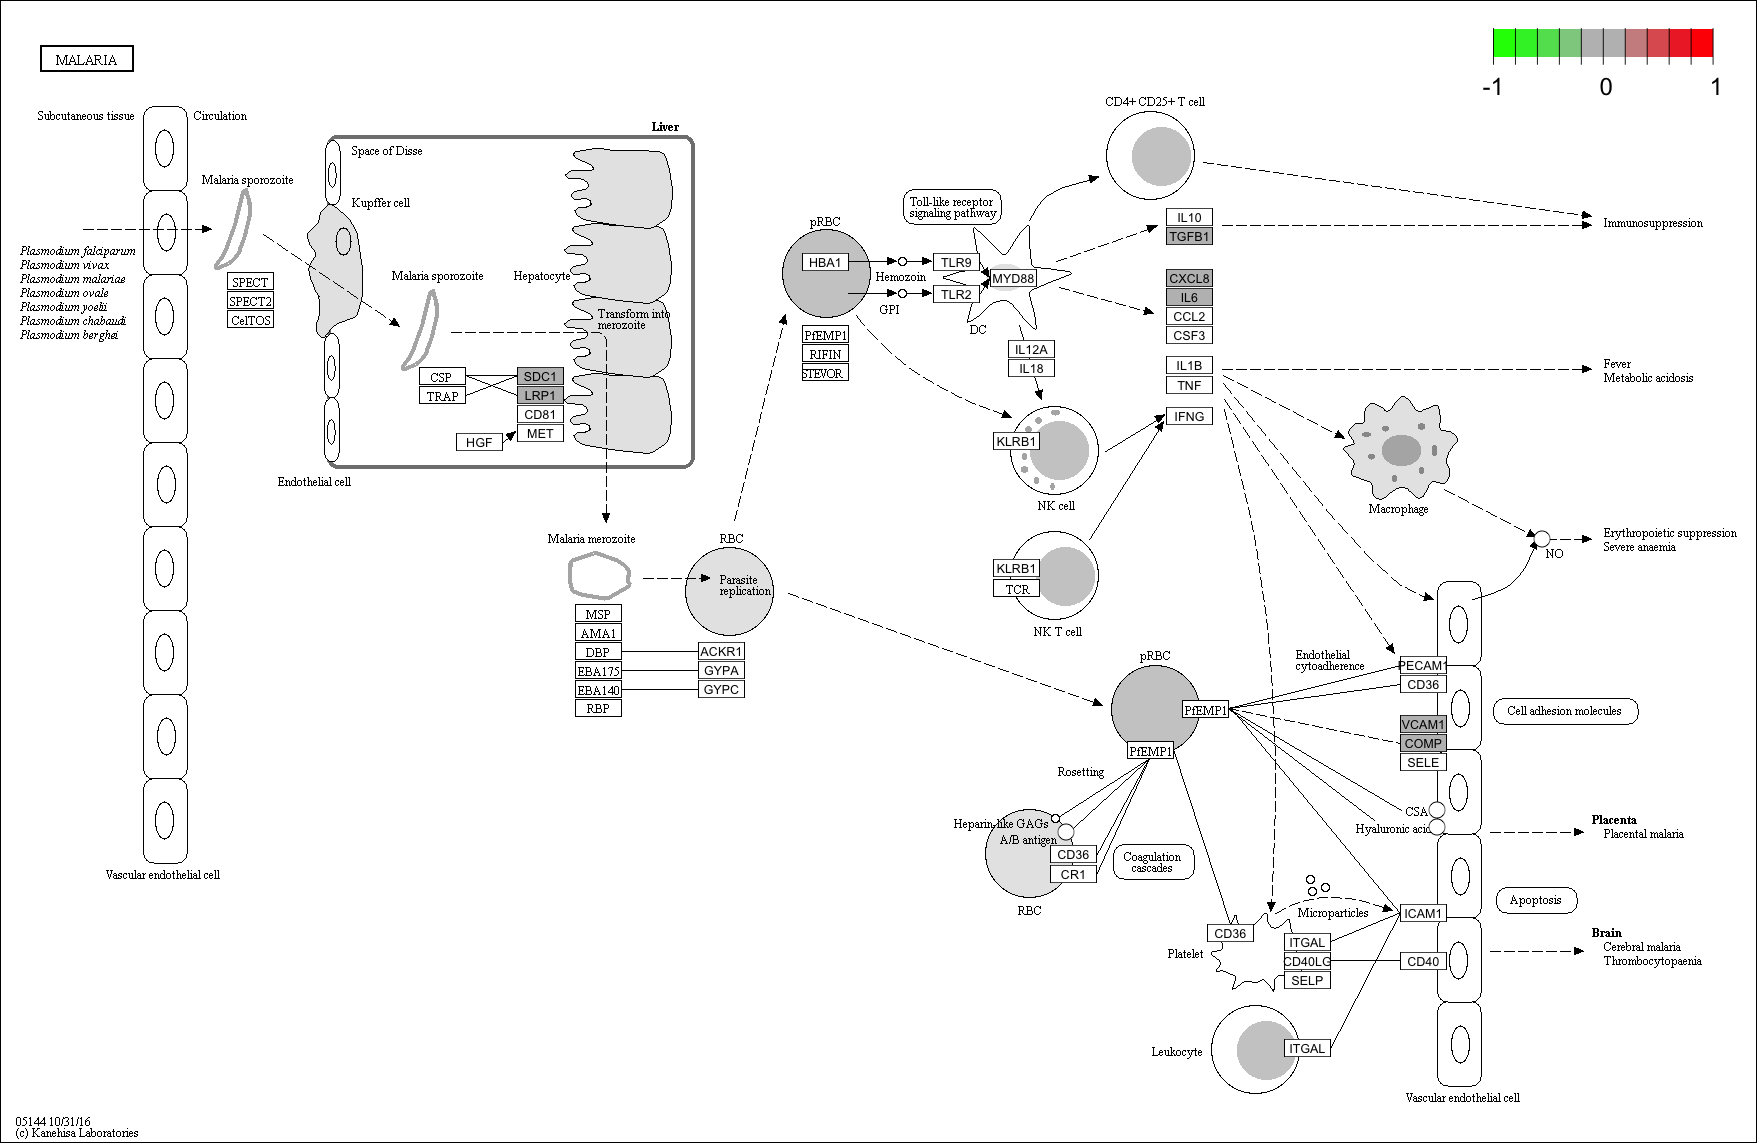 MALARIA
-1
0
1
Subcutaneous tissue
Circulation
Liver
Space of Disse
Malaria sporozoite
Kupffer cell
Plasmodium falciparum
Plasmodium vivax
Plasmodium malariae
Plasmodium ovale
Plasmodium yoelii
Plasmodium chabaudi
Plasmodium berghei
SPECT
SPECT2
CelTOS
Malaria sporozoite
Hepatocyte
Transform into
merozoite
CSP
TRAP
SDC1
LRP1
CD81
MET
HGF
Endothelial cell
Vascular endothelial cell
Malaria merozoite
MSP
AMA1
DBP
EBA175
EBA140
RBP
RBC
Parasite
replication
ACKR1
GYPA
GYPC
pRBC
HBA1
PfEMP1
RIFIN
STEVOR
Hemozoin
GPI
Toll-like receptor
signaling pathway
TLR9
TLR2
MYD88
DC
IL12A
IL18
CD4+ CD25+ T cell
IL10
TGFB1
CXCL8
IL6
CCL2
CSF3
IL1B
TNF
IFNG
KLRB1
NK cell
KLRB1
TCR
NK T cell
Immunosuppression
Fever
Metabolic acidosis
Macrophage
NO
Erythropoietic suppression
Severe anaemia
pRBC
PfEMP1
PfEMP1
Endothelial
cytoadherence
PECAM1
CD36
VCAM1
COMP
SELE
Cell adhesion molecules
CSA
Hyaluronic acid
Placenta
Placental malaria
Rosetting
Heparin-like GAGs
A/B antigen
CD36
CR1
RBC
Coagulation
cascades
Microparticles
ICAM1
Apoptosis
CD36
Platelet
ITGAL
CD40LG
SELP
CD40
Brain
Cerebral malaria
Thrombocytopaenia
Leukocyte
ITGAL
Vascular endothelial cell
05144 10/31/16
(c) Kanehisa Laboratories